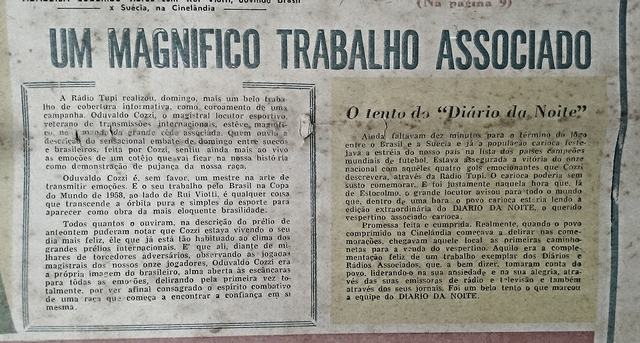 x Suécia, na Cinelândia
(Na pagina 9)
UM MAGNIFICO TRABALHO ASSOCIADO
A Rádio Tupi realizou, domingo, mais um belo traba-
lho de cobertura informativa, como coroamento de uma
campanha. Oduvaldo Cozzi, o magistral locutor esportivo,
veterano de transmissões internacionais, estêve, magnífi-
co, na da grande cêde associada. Quem ouviu a
descrição do sensacional embate de domingo entre suecos
e brasileiros, feita por Cozzi, sentiu ainda mais ao vivo
as emoções de um cotêjo que vai ficar na nossa história
como demonstração de pujança da nossa raça.
Oduvaldo Cozzi é, sem favor, um mestre na arte de
transmitir emoções. E o seu trabalho pelo Brasil na Copa
do Mundo de 1958, ao lado de Rui Viotti, é qualquer coisa
que transcende a órbita pura e simples do esporte para
aparecer como obra da mais eloquente brasilidade.
Todos quantos o ouviram, na descrição do prélio de
anteontem puderam notar que Cozzi estava vivendo o seu
dia mais feliz, êle que já está tão habituado ao clima dos
grandes prélios internacionais. E' que ali, diante de mi-
lhares de torcedores adversários, observando as jogadas
magistrais dos nossos onze jogadores, Oduvaldo Cozzi era
a própria imagem do brasileiro, alma aberta às escâncaras
para tôdas as emoções, delirando pela primeira vez to-
talmente, por ver afinal consagrado o espírito combativo
de uma raça que começa a encontrar a confiança em si
mesma.
O tento do "Diário da Noite"
Ainda faltavam dez minutos para o término do jôgo
entre o Brasil e a Suécia e já a população carioca feste-
java a estréia do nosso país na lista dos países campeões
mundiais de futebol. Estava assegurada a vitória do onze
nacional com aquêles quatro gols emocionantes que Cozzi
descrevera, através da Rádio Tupi. O carioca poderia sem
susto comemorar. E foi justamente naquela hora que, lá
de Estocolmo, o grande locutor avisou para todo o mundo
que, dentro de uma hora o povo carioca estaria lendo a
edição extraordinária do DIÁRIO DA NOITE, o querido
vespertino associado carioca.
Promessa feita e cumprida. Realmente, quando o povo
comprimido na Cinelândia começava a delirar nas come-
morações, chegavam aquele local as primeiras caminho-
netas para a venda do vespertino. Aquilo era a comple-
mentação feliz de um trabalho exemplar dos Diários e
Rádios Associados, que, a bem dizer, tomaram conta do
povo, liderando-o na sua ansiedade e na sua alegria, atra-
vés das suas emissoras de rádio e televisão e também
através dos seus jornais. Foi um belo tento o que marcou
a equipe do DIARIO DA NOITE.